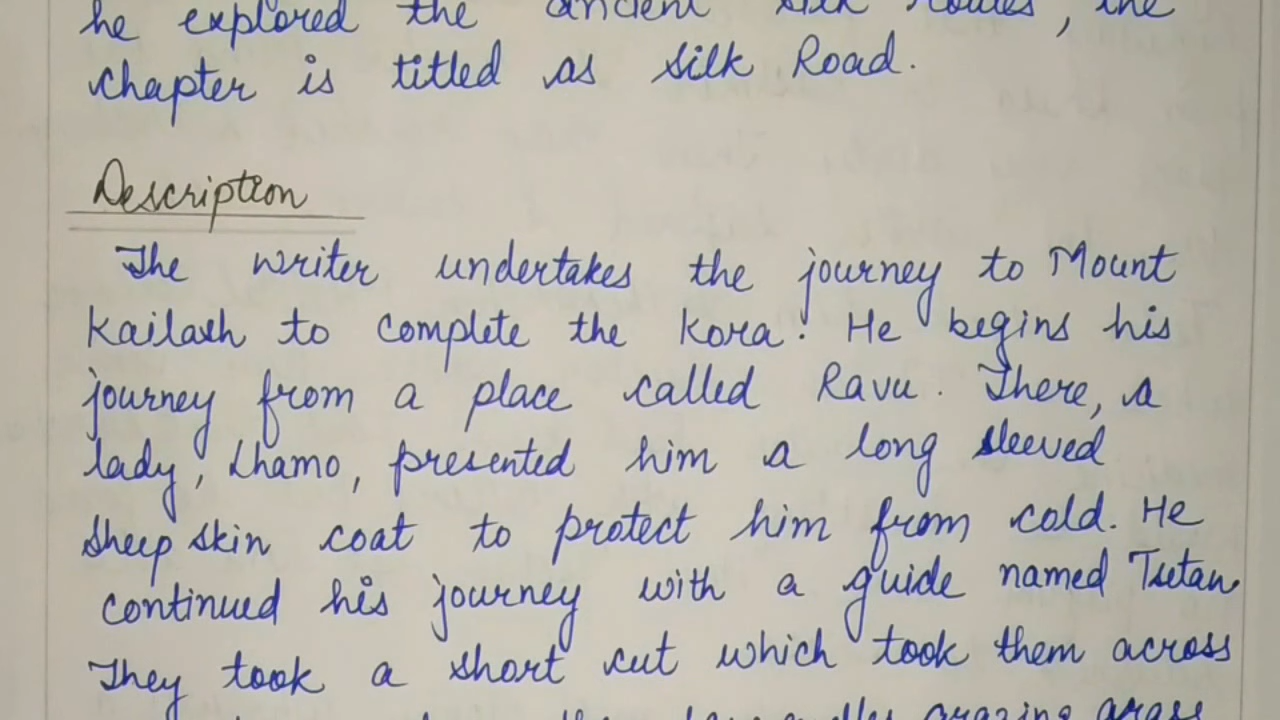 he explored the ancient silk routes, the
chapter is titled as Silk Road.
Description
The writer undertakes the journey to Mount
Kailash to complete the Kora. He begins his
journey from a place called Ravu. There, a
lady, Lhamo, presented him a long sleeved
sheep skin coat to protect him from cold. He
continued his journey with a guide named Tsetan
They took a short cut which took them across
grazing grass